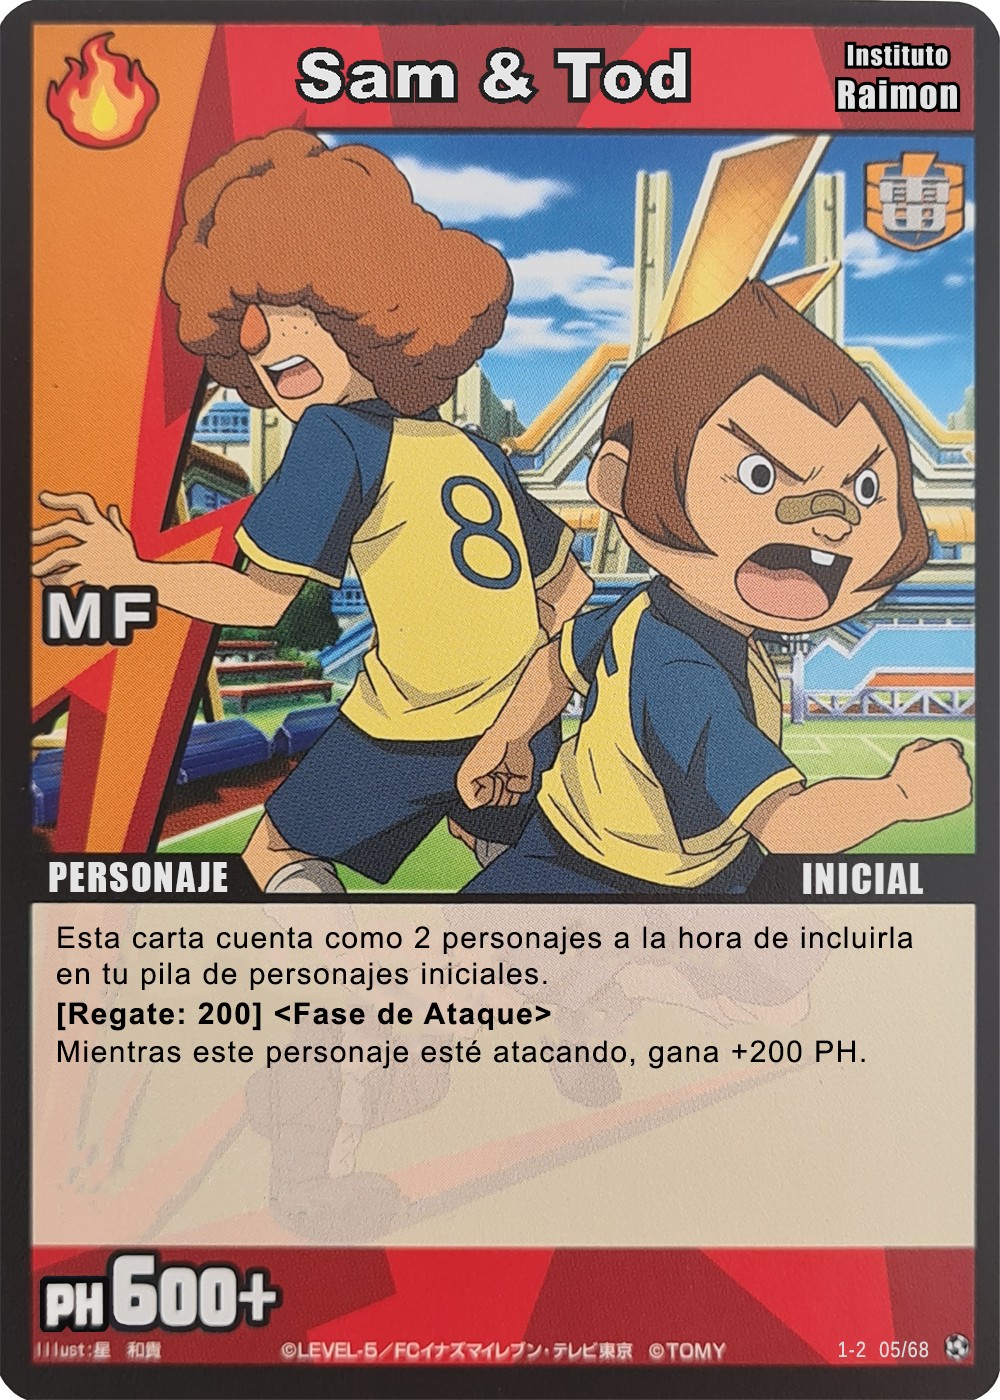 Sam & Tod
Instituto
Raimon
雷
8
MF
PERSONAJE
INICIAL
Esta carta cuenta como 2 personajes a la hora de incluirla
en tu pila de personajes iniciales.
[Regate: 200] <Fase de Ataque>
Mientras este personaje esté atacando, gana +200 PH.
PH 600+
Illust:星 和貴
©LEVEL-5/FCイナズマイレブン・テレビ東京 ©TOMY
1-2 05/68